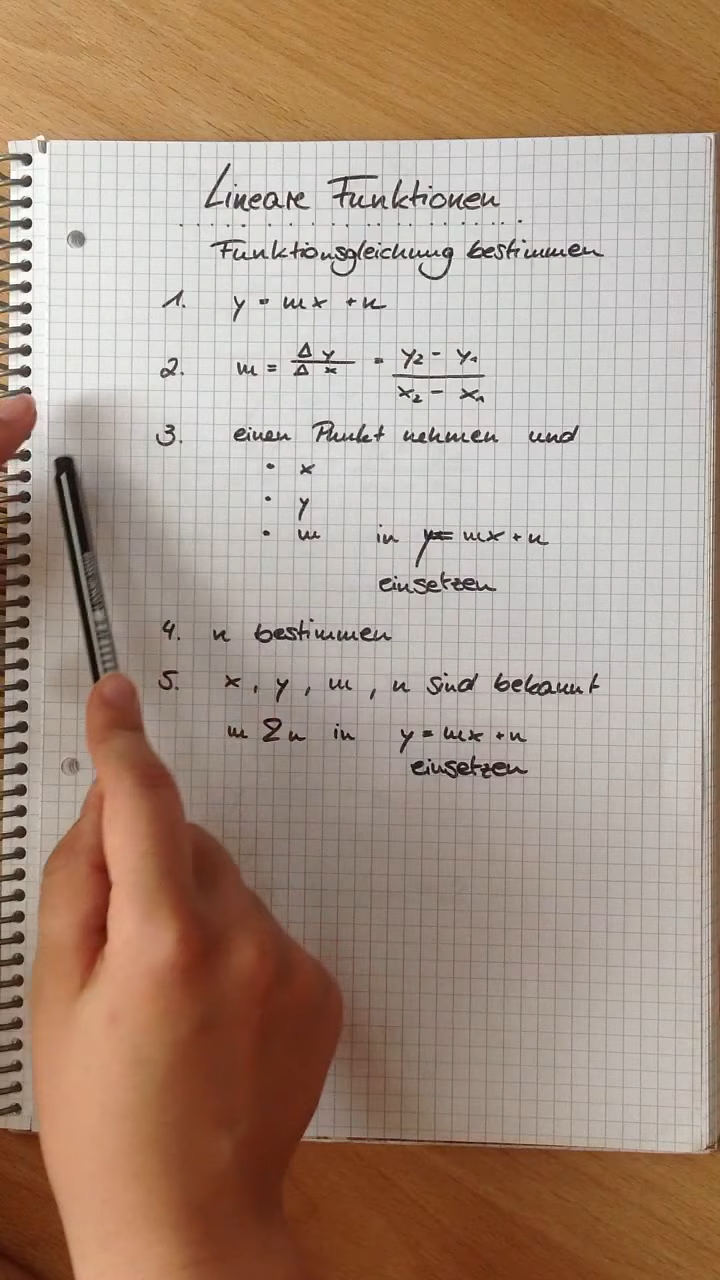 Lineare Funktionen
Funktionsgleichung bestimmen
1. y = mx + n
2. m = Δy / Δx = y₂ - y₁ / x₂ - x₁
3. einen Punkt nehmen und
• x
• y
• m in y = mx + n
einsetzen
4. n bestimmen
5. x, y, m, n sind bekannt
m & n in y = mx + n
einsetzen